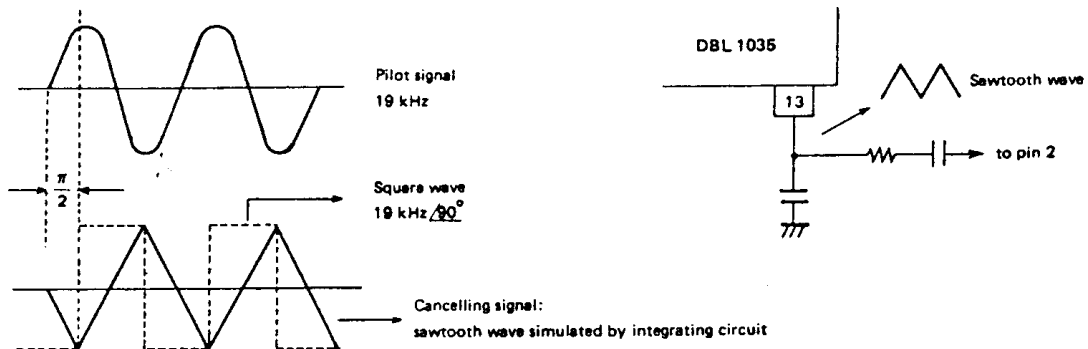 Pilot signal
19 kHz
π
2
Square wave
19 kHz /90°
Cancelling signal:
sawtooth wave simulated by integrating circuit
DBL 1035
13
Sawtooth wave
to pin 2